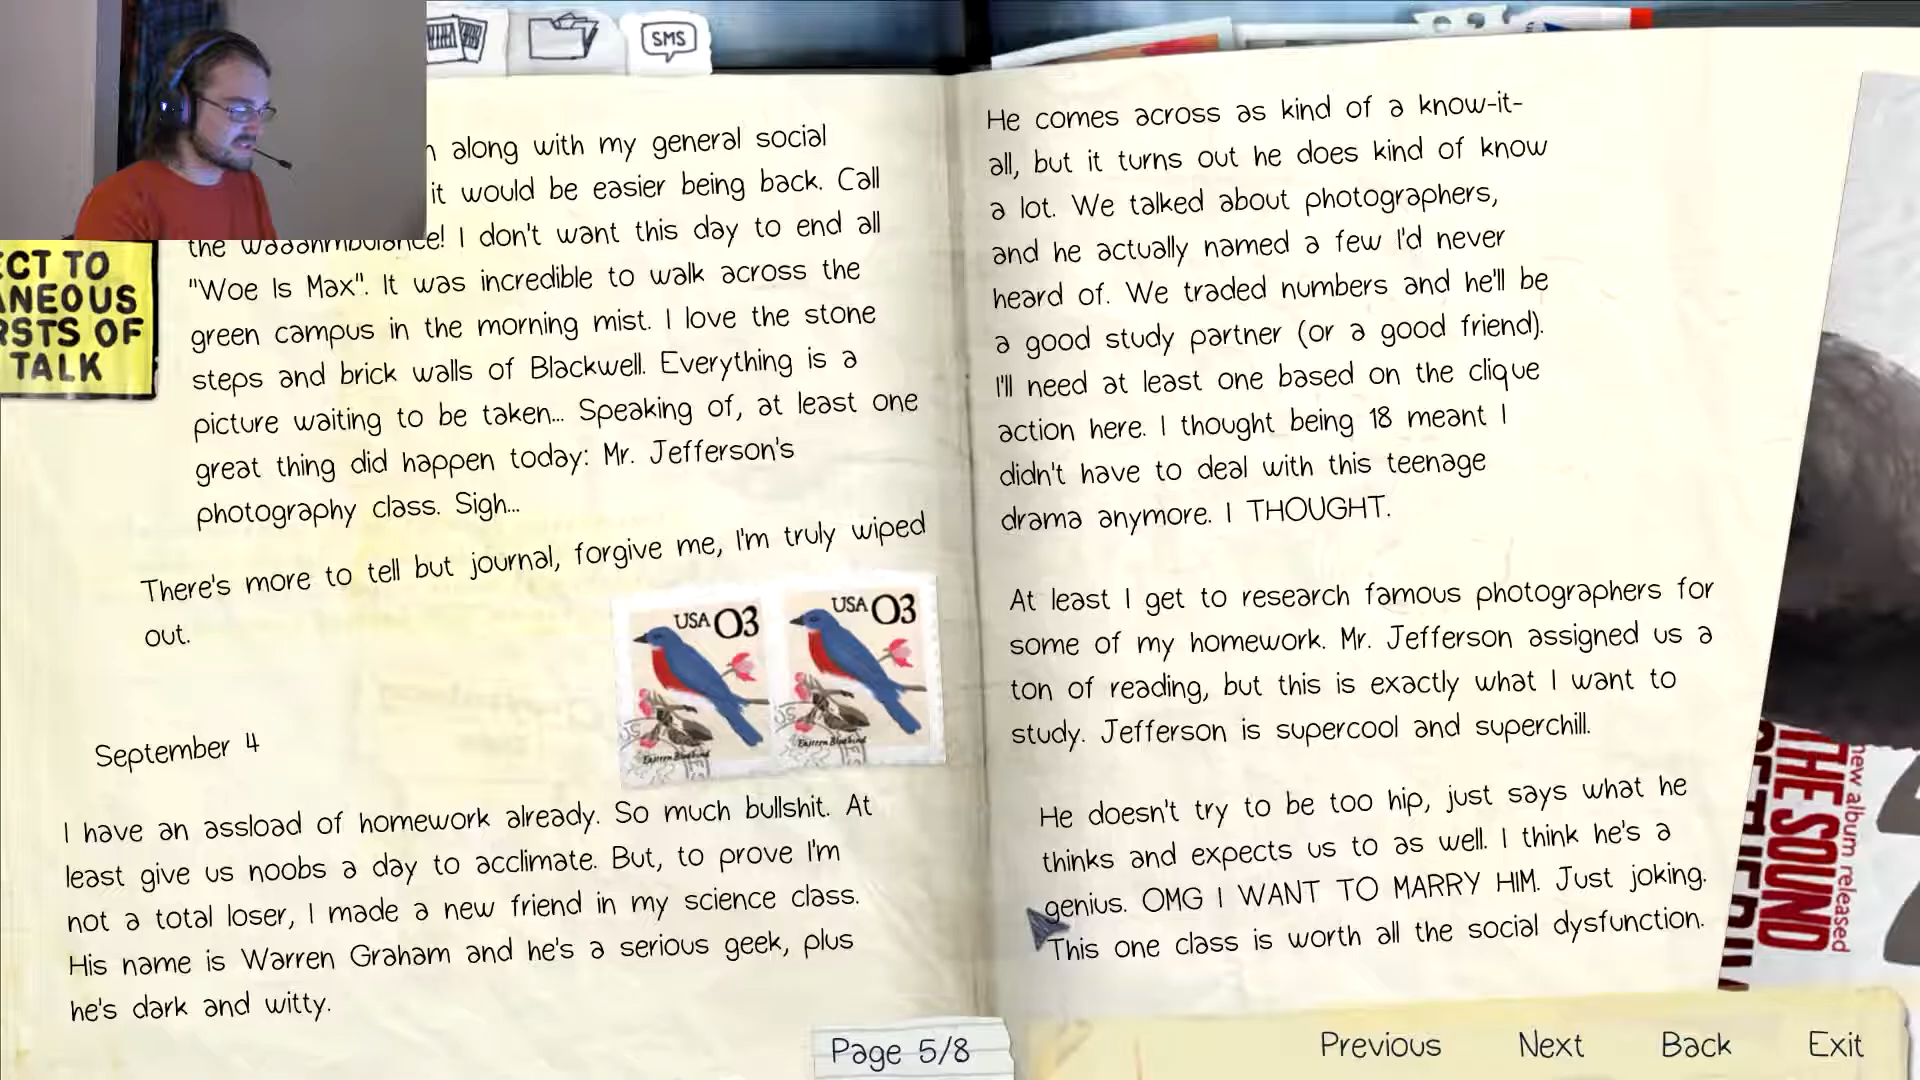 SMS
along with my general social
it would be easier being back. Call
the waaahmbulance! I don't want this day to end all
"Woe Is Max". It was incredible to walk across the
green campus in the morning mist. I love the stone
steps and brick walls of Blackwell. Everything is a
picture waiting to be taken... Speaking of, at least one
great thing did happen today: Mr. Jefferson's
photography class. Sigh...
There's more to tell but journal, forgive me, I'm truly wiped
out.
ECT TO
ANEOUS
RSTS OF
TALK
USA 03
Eastern Bluebird
USA 03
Eastern Bluebird
September 4
I have an assload of homework already. So much bullshit. At
least give us noobs a day to acclimate. But, to prove I'm
not a total loser, I made a new friend in my science class.
His name is Warren Graham and he's a serious geek, plus
he's dark and witty.
He comes across as kind of a know-it-
all, but it turns out he does kind of know
a lot. We talked about photographers,
and he actually named a few I'd never
heard of. We traded numbers and he'll be
a good study partner (or a good friend).
I'll need at least one based on the clique
action here. I thought being 18 meant I
didn't have to deal with this teenage
drama anymore. I THOUGHT.
At least I get to research famous photographers for
some of my homework. Mr. Jefferson assigned us a
ton of reading, but this is exactly what I want to
study. Jefferson is supercool and superchill.
He doesn't try to be too hip, just says what he
thinks and expects us to as well. I think he's a
genius. OMG I WANT TO MARRY HIM. Just joking.
This one class is worth all the social dysfunction.
new album released
THE SOUND
Page 5/8
Previous
Next
Back
Exit